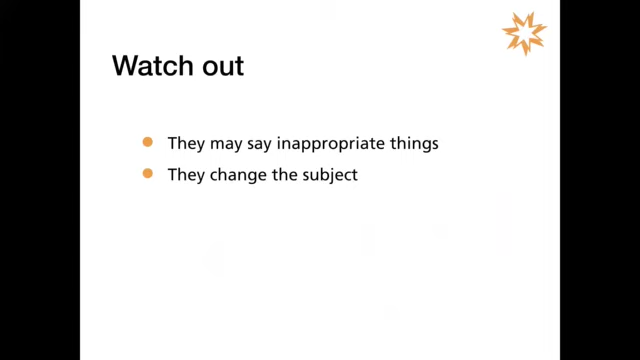 Watch out
They may say inappropriate things
They change the subject